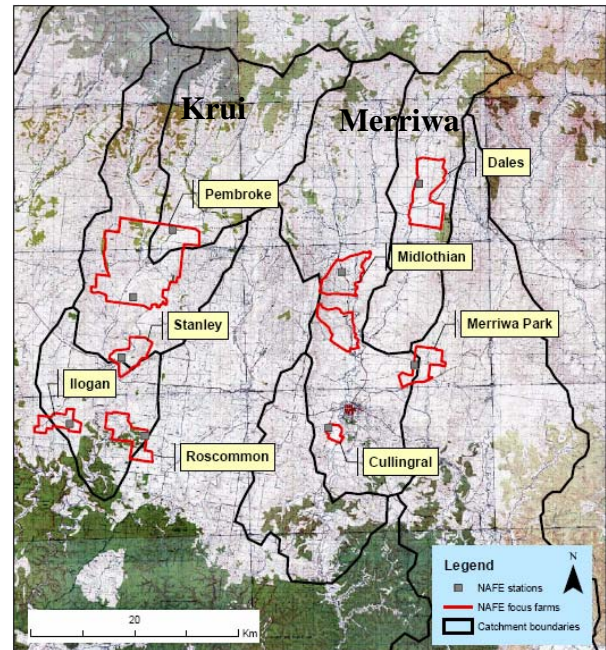 Krui
Merriwa
Dales
Pembroke
Midlothian
Stanley
Merriwa Park
Ilogan
Roscommon
Cullingral
Legend
N
NAFE stations
NAFE focus farms
Catchment boundaries
20
Km